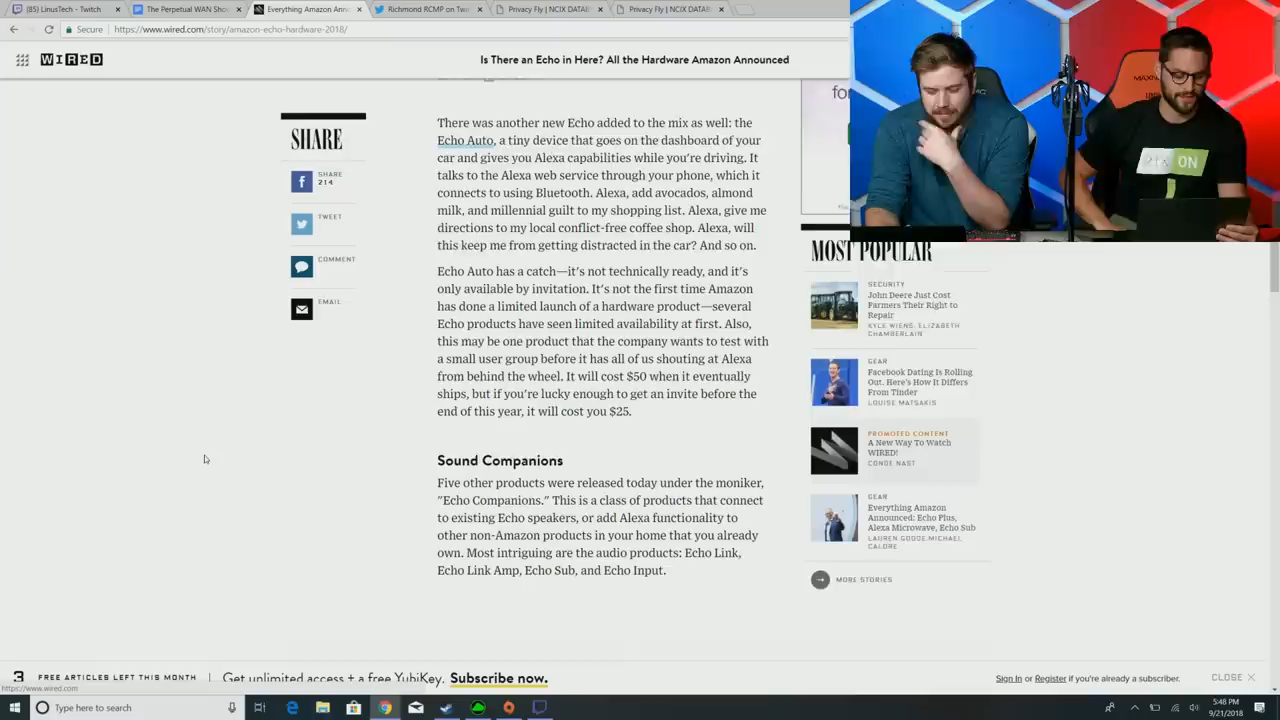 (85) LinusTech - Twitch
The Perpetual WAN Show
Everything Amazon Anno
Richmond RCMP on Tw
Privacy Fly | NCIX DATAB
Privacy Fly | NCIX DATAB
Secure
https://www.wired.com/story/amazon-echo-hardware-2018/
WIRED
Is There an Echo in Here? All the Hardware Amazon Announced
for
SHARE
SHARE
214
TWEET
COMMENT
EMAIL
There was another new Echo added to the mix as well: the
Echo Auto, a tiny device that goes on the dashboard of your
car and gives you Alexa capabilities while you're driving. It
talks to the Alexa web service through your phone, which it
connects to using Bluetooth. Alexa, add avocados, almond
milk, and millennial guilt to my shopping list. Alexa, give me
directions to my local conflict-free coffee shop. Alexa, will
this keep me from getting distracted in the car? And so on.
Echo Auto has a catch—it's not technically ready, and it's
only available by invitation. It's not the first time Amazon
has done a limited launch of a hardware product—several
Echo products have seen limited availability at first. Also,
this may be one product that the company wants to test with
a small user group before it has all of us shouting at Alexa
from behind the wheel. It will cost $50 when it eventually
ships, but if you're lucky enough to get an invite before the
end of this year, it will cost you $25.
Sound Companions
Five other products were released today under the moniker,
"Echo Companions." This is a class of products that connect
to existing Echo speakers, or add Alexa functionality to
other non-Amazon products in your home that you already
own. Most intriguing are the audio products: Echo Link,
Echo Link Amp, Echo Sub, and Echo Input.
MOST POPULAR
SECURITY
John Deere Just Cost
Farmers Their Right to
Repair
KYLE WIENS, ELIZABETH
CHAMBERLAIN
GEAR
Facebook Dating Is Rolling
Out. Here's How It Differs
From Tinder
LOUISE MATSAKIS
PROMOTED CONTENT
A New Way To Watch
WIRED!
CONDE NAST
GEAR
Everything Amazon
Announced: Echo Plus,
Alexa Microwave, Echo Sub
LAUREN GOODE, MICHAEL
CALORE
MORE STORIES
3 FREE ARTICLES LEFT THIS MONTH
Get unlimited access + a free YubiKey. Subscribe now.
Sign In or Register if you're already a subscriber.
CLOSE
https://www.wired.com
Type here to search
5:48 PM
9/21/2018